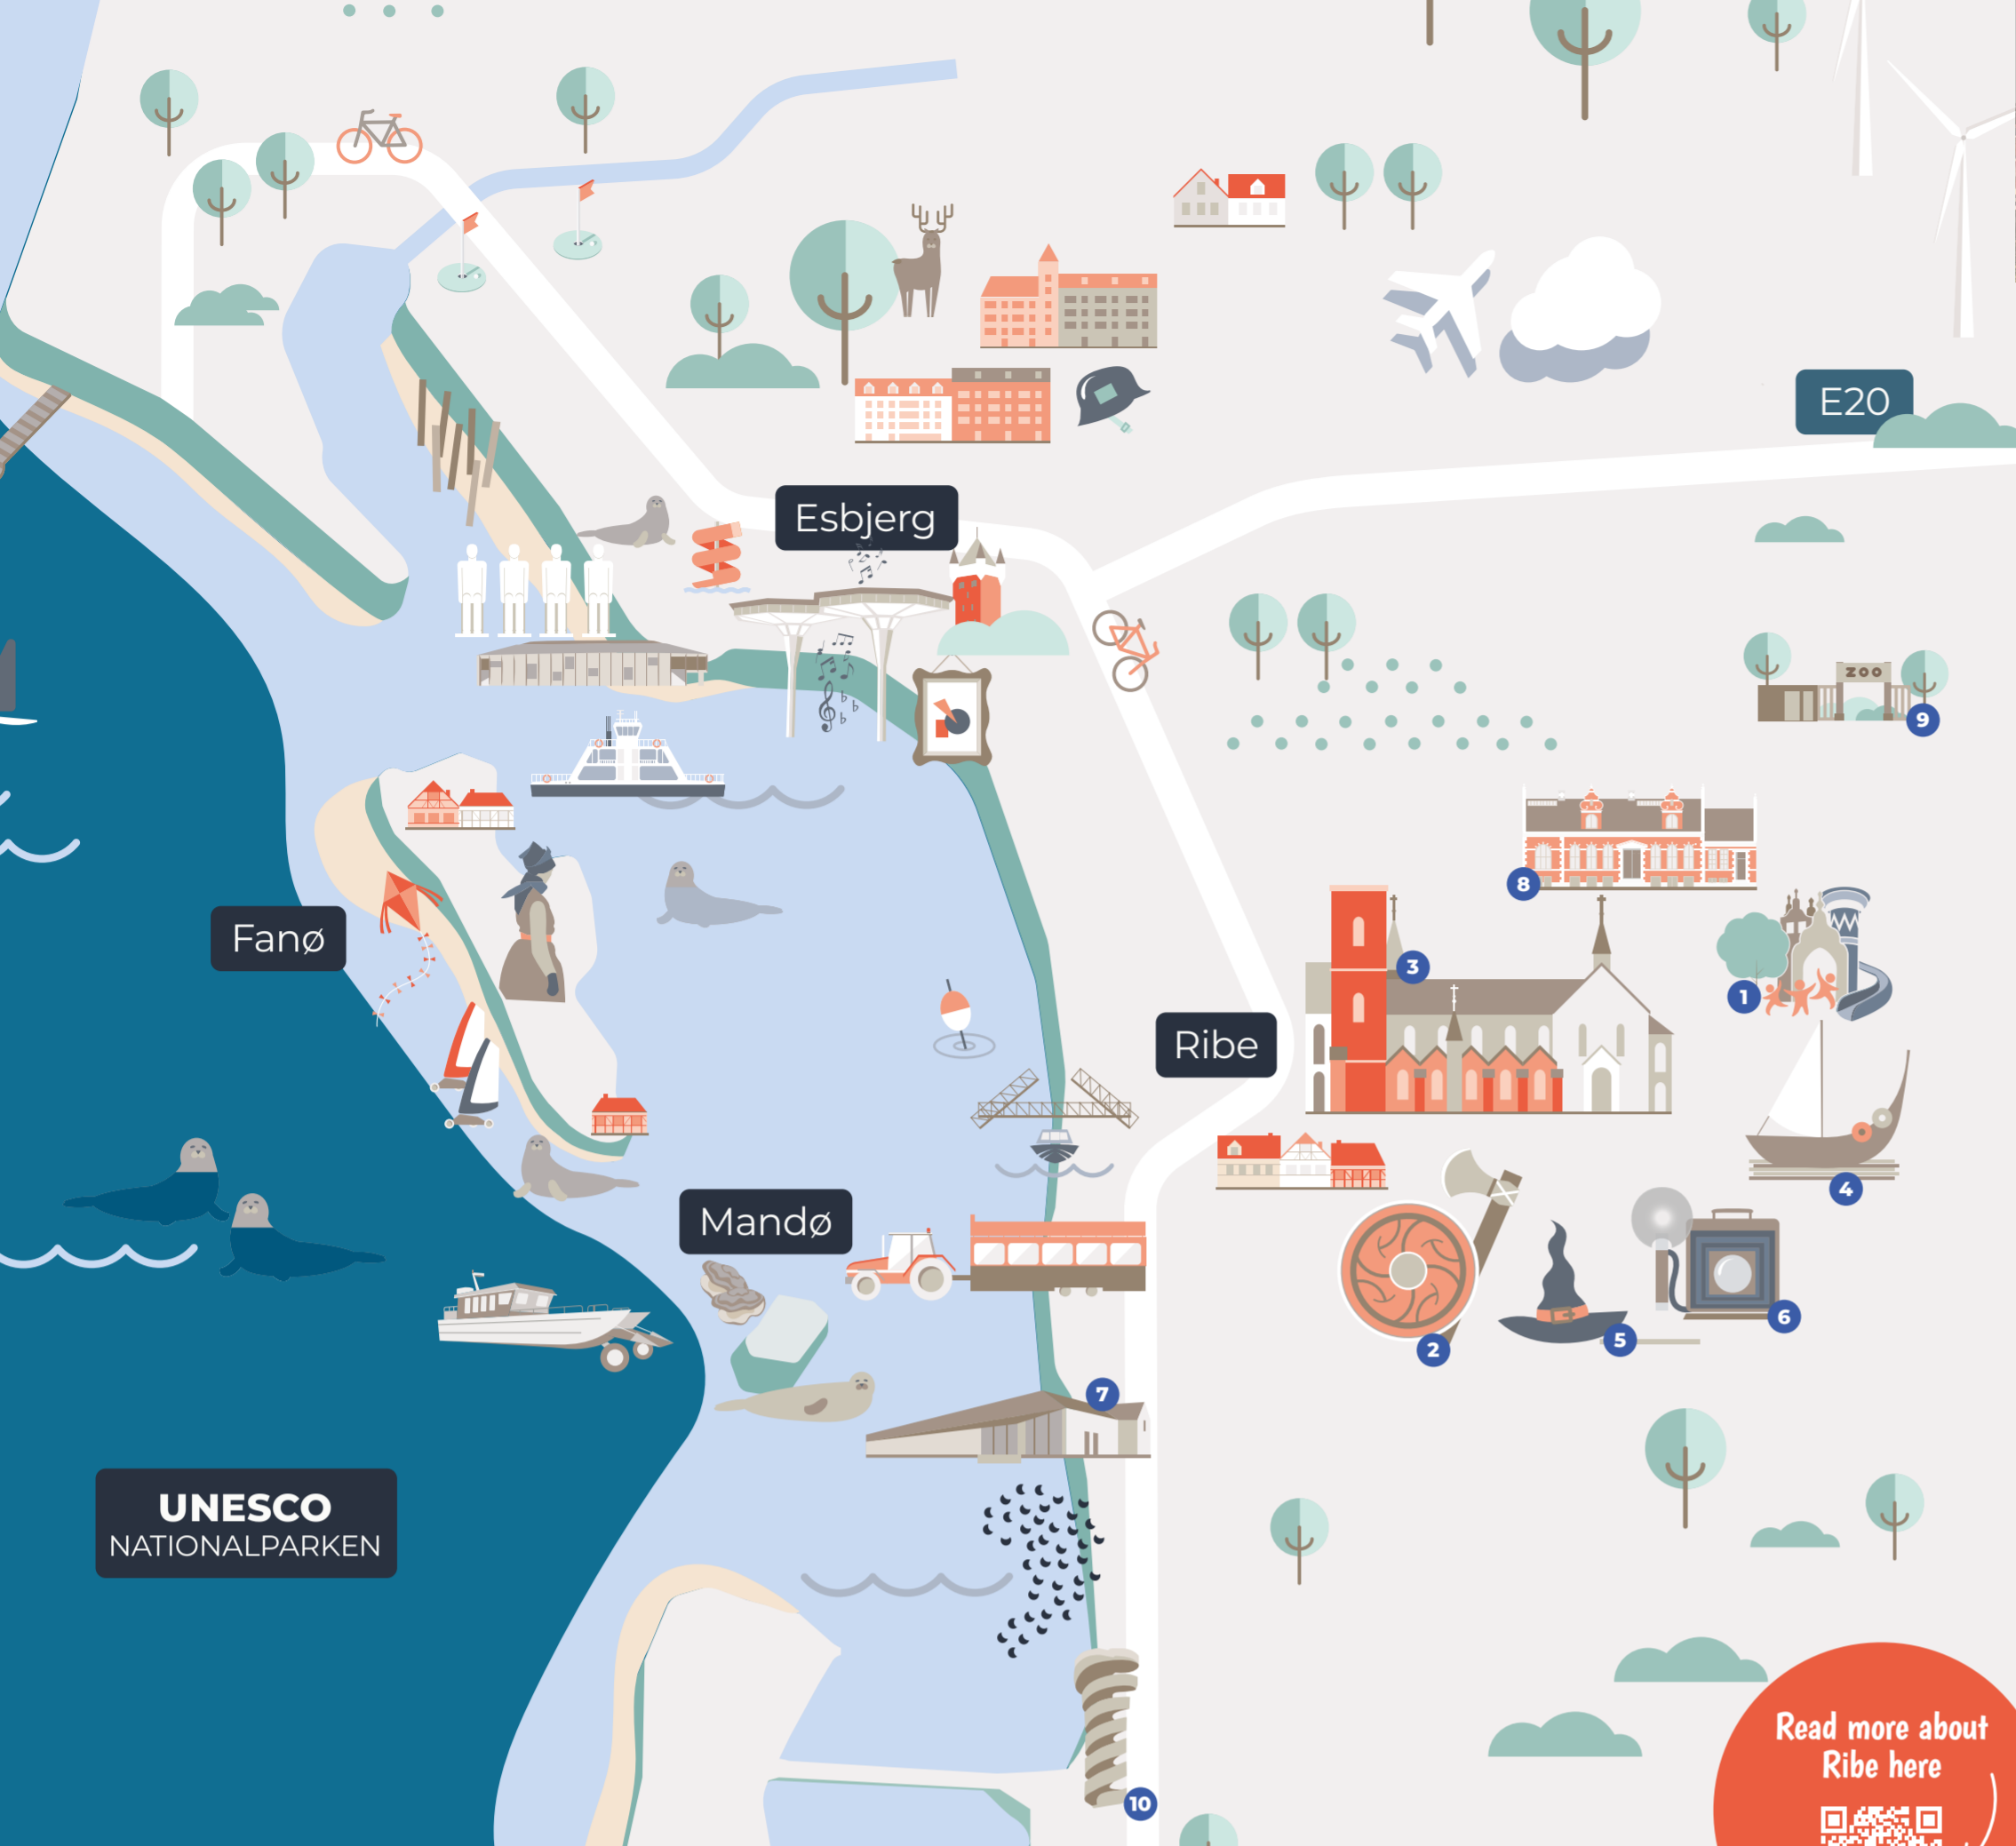 E20
Esbjerg
ZOO
9
8
Fanø
3
1
Ribe
4
Mandø
6
5
2
7
UNESCO
NATIONALPARKEN
Read more about
Ribe here
10